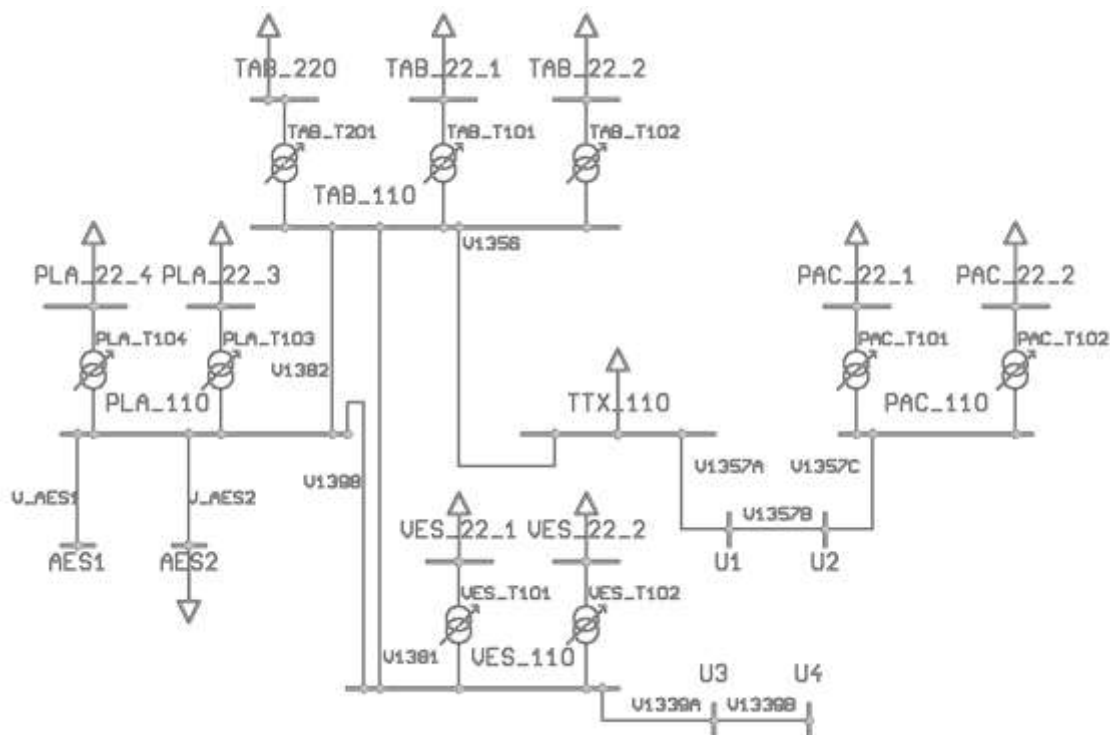 TAB_220
TAB_22_1
TAB_22_2
TAB_T201
TAB_T101
TAB_T102
TAB_110
V1356
PLA_22_4
PLA_22_3
PAC_22_1
PAC_22_2
PLA_T104
PLA_T103
PAC_T101
PAC_T102
V1382
PLA_110
TTX_110
PAC_110
V1398
V1357A
V1357C
V_AES1
V_AES2
V1357B
VES_22_1
VES_22_2
AES1
AES2
U1
U2
VES_T101
VES_T102
V1381
VES_110
U3
U4
V1339A
V1339B